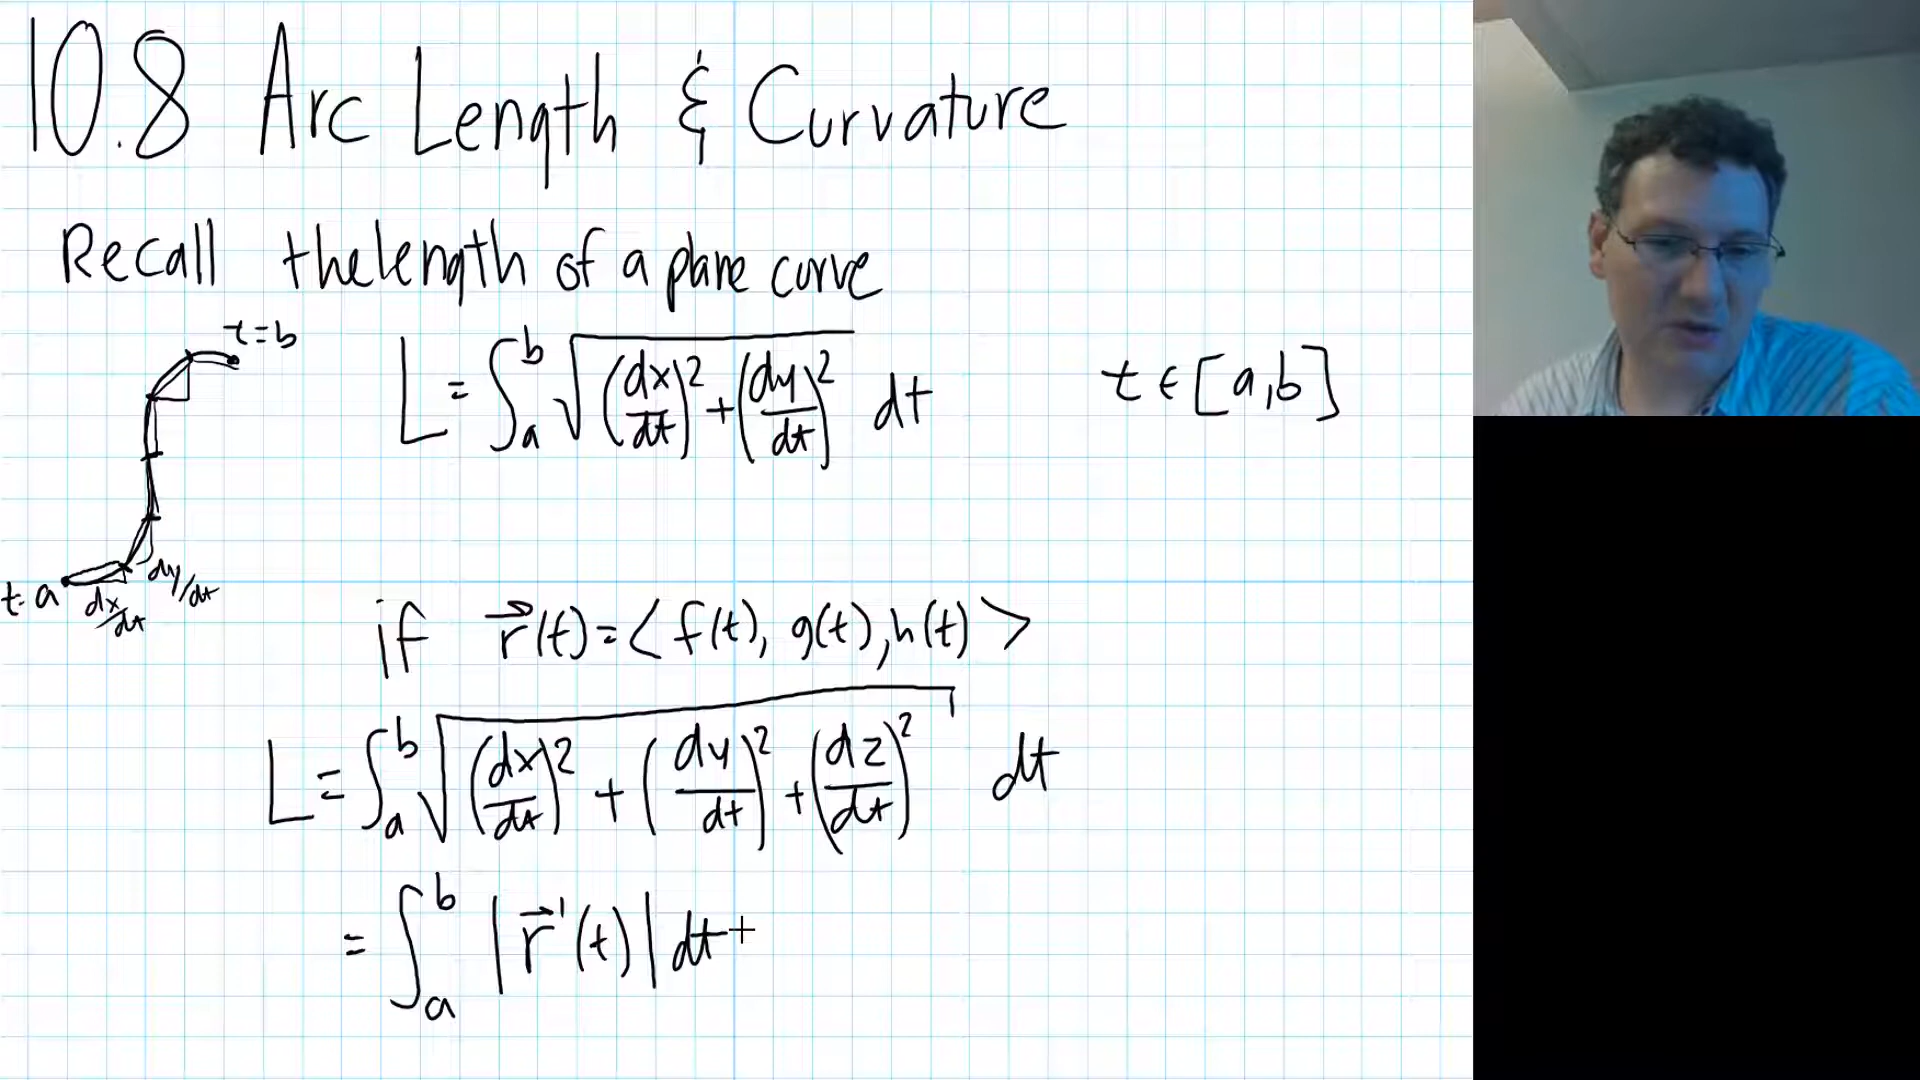 10.8 Arc Length & Curvature
Recall the length of a plane curve
t=b
L = ∫_a^b √((dx/dt)² + (dy/dt)²) dt
t ∈ [a,b]
t=a
dx/dt
dy/dt
if r⃗(t) = < f(t), g(t), h(t) >
L = ∫_a^b √((dx/dt)² + (dy/dt)² + (dz/dt)²) dt
= ∫_a^b | r⃗'(t) | dt